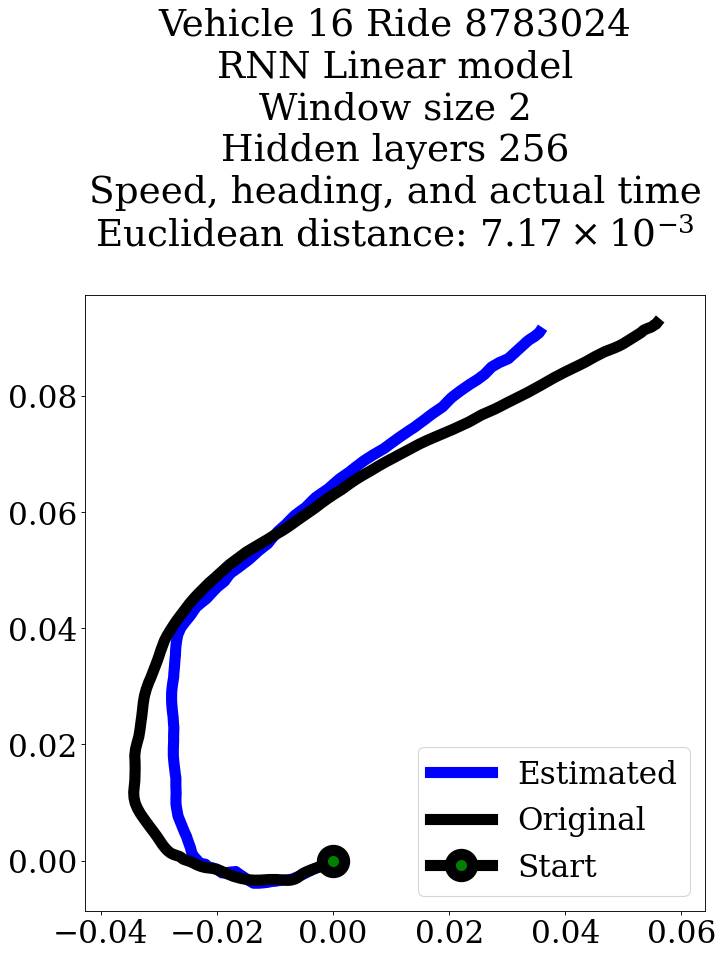 Vehicle 16 Ride 8783024
RNN Linear model
Window size 2
Hidden layers 256
Speed, heading, and actual time
Euclidean distance: 7.17 × 10⁻³
0.08
0.06
0.04
0.02
0.00
Estimated
Original
Start
−0.04 −0.02 0.00 0.02 0.04 0.06